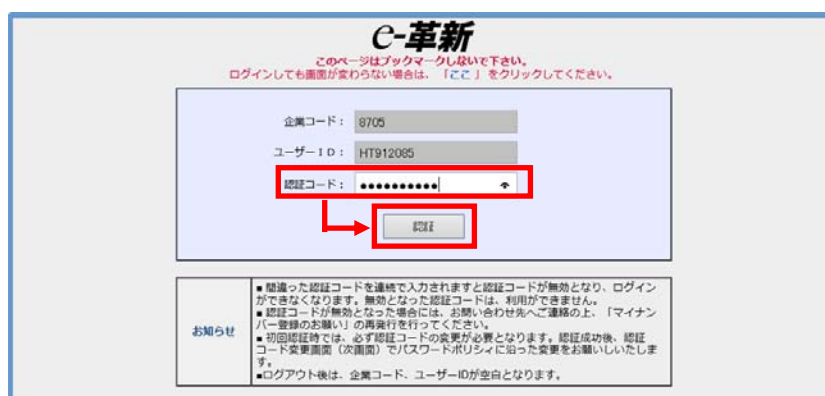 e-革新
このページはブックマークしないで下さい。
ログインしても画面が変わらない場合は、「ここ」をクリックしてください。
企業コード： 8705
ユーザーＩＤ： HT912085
認証コード： ●●●●●●●●●●
認証
お知らせ
■ 間違った認証コードを連続で入力されますと認証コードが無効となり、ログイン
ができなくなります。無効となった認証コードは、利用ができません。
■ 認証コードが無効となった場合には、お問い合わせ先へご連絡の上、「マイナン
バー登録のお願い」の再発行を行ってください。
■ 初回認証時では、必ず認証コードの変更が必要となります。認証成功後、認証
コード変更画面（次画面）でパスワードポリシィに沿った変更をお願いしいたしま
す。
■ログアウト後は、企業コード、ユーザーIDが空白となります。